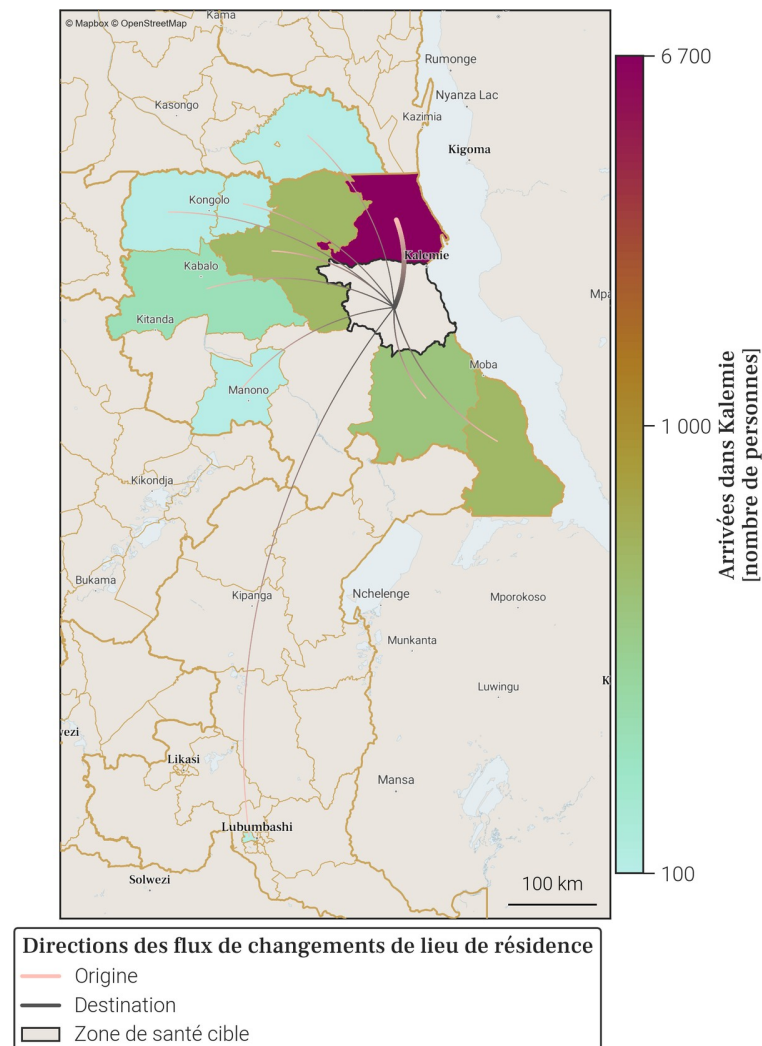 Kama
© Mapbox © OpenStreetMap
Rumonge
Nyanza Lac
Kasongo
Kazimia
Kigoma
Kongolo
Kalemie
Kabalo
Mpa
Kitanda
Moba
Manono
Kikondja
Bukama
Kipanga
Nchelenge
Mporokoso
Munkanta
K
Luwingu
wezi
Likasi
Mansa
Lubumbashi
Solwezi
100 km
6 700
1 000
100
Arrivées dans Kalemie
[nombre de personnes]
Directions des flux de changements de lieu de résidence
Origine
Destination
Zone de santé cible